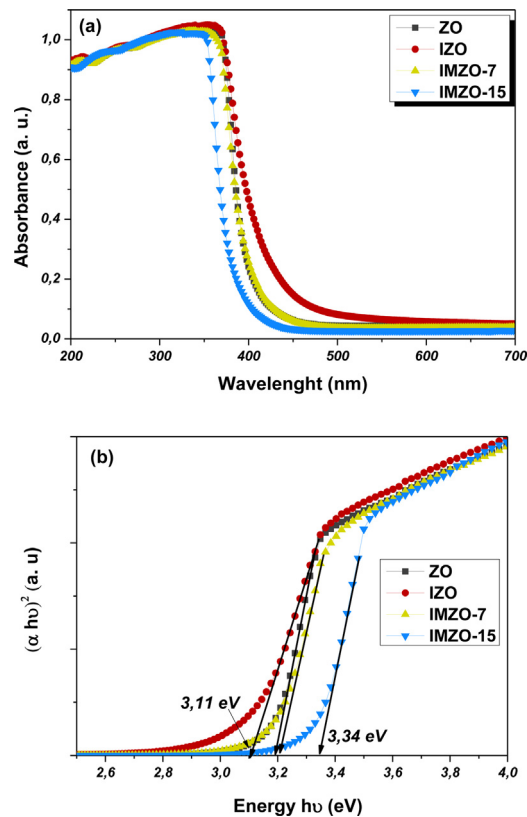 (a)
ZO
IZO
IMZO-7
IMZO-15
1,0
0,8
0,6
0,4
0,2
0,0
Absorbance (a. u.)
200 300 400 500 600 700
Wavelenght (nm)
(b)
(α hυ)² (a. u)
ZO
IZO
IMZO-7
IMZO-15
3,11 eV
3,34 eV
2,6 2,8 3,0 3,2 3,4 3,6 3,8 4,0
Energy hυ (eV)